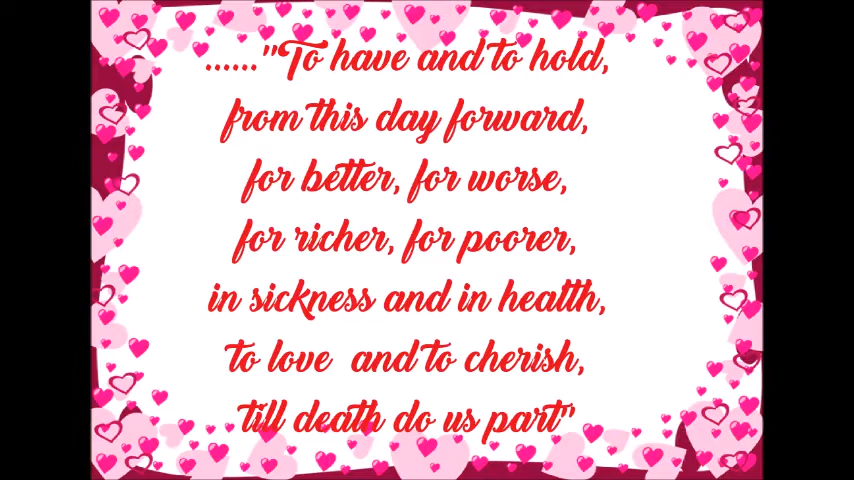 ......"To have and to hold,
from this day forward,
for better, for worse,
for richer, for poorer,
in sickness and in health,
to love and to cherish,
till death do us part"